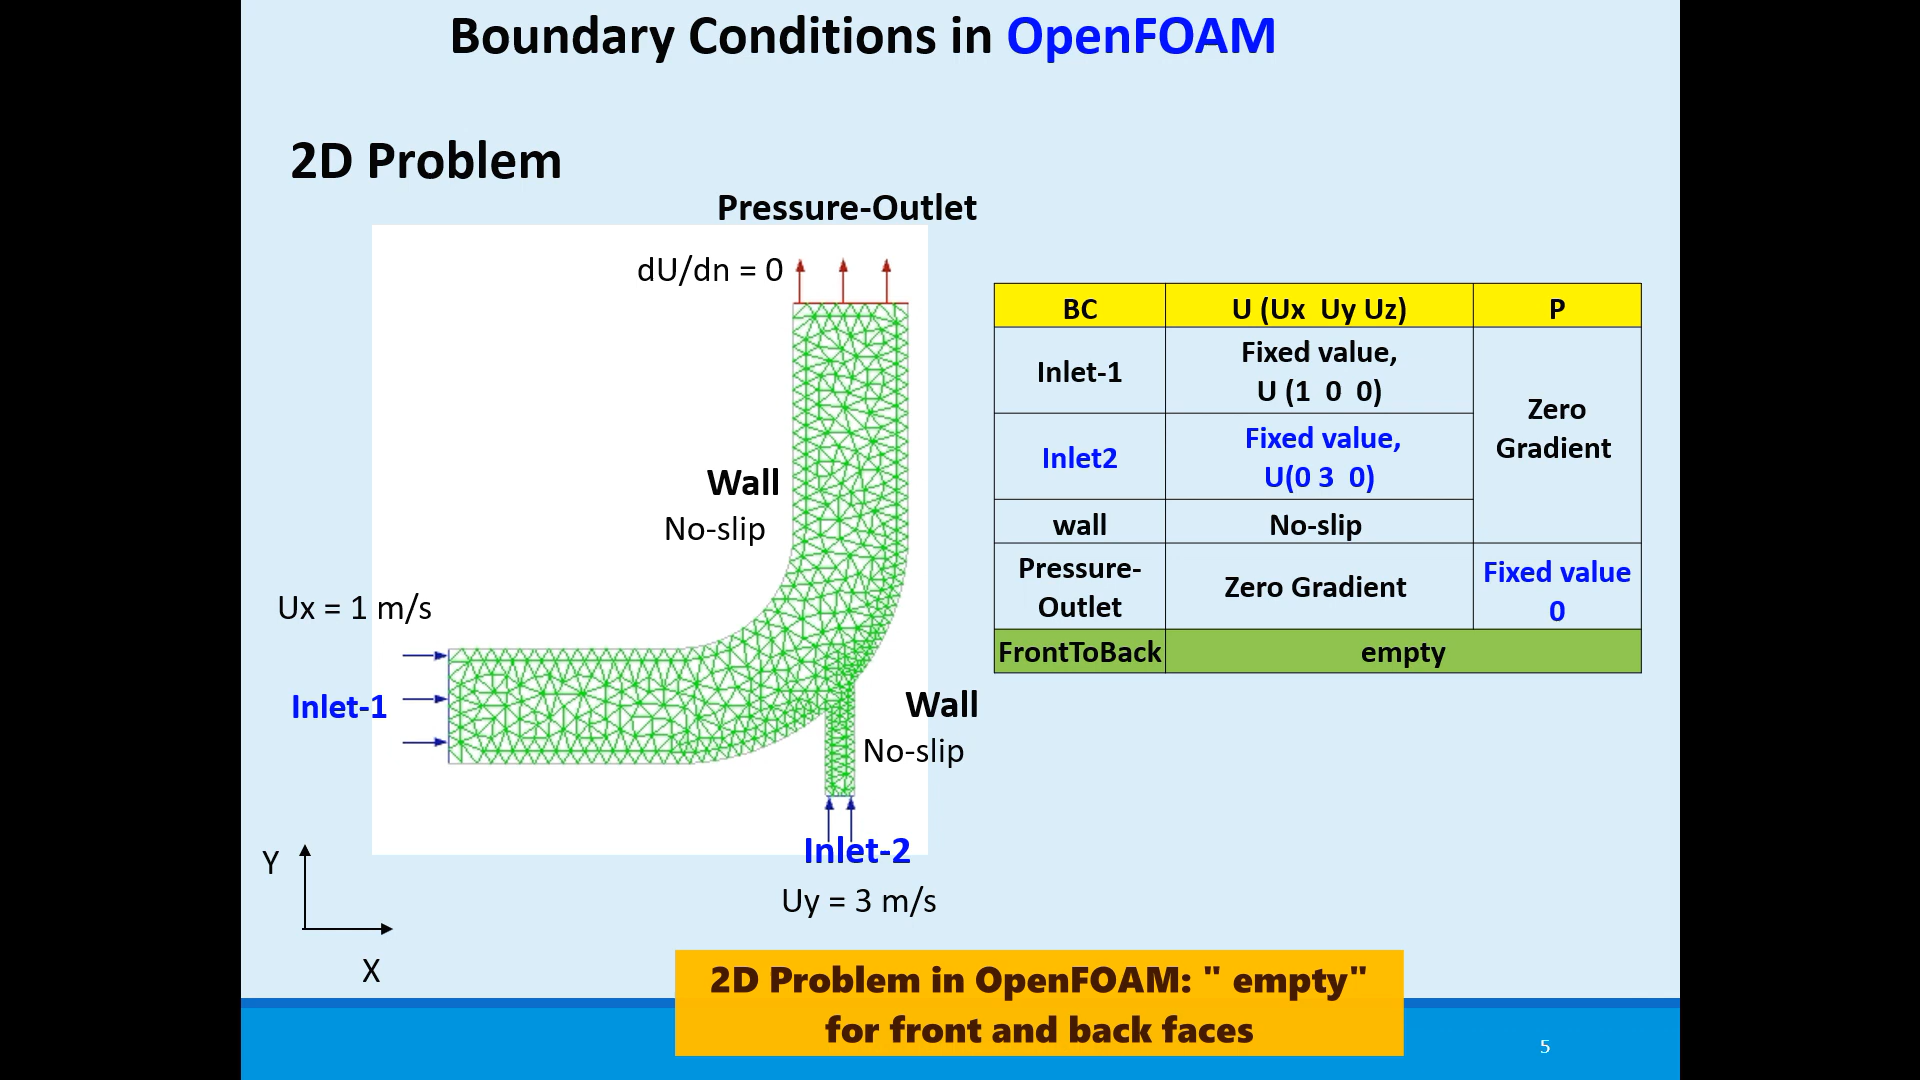 Boundary Conditions in OpenFOAM
2D Problem
Pressure-Outlet
dU/dn = 0
Wall
No-slip
Ux = 1 m/s
Inlet-1
Wall
No-slip
Inlet-2
Uy = 3 m/s
Y
X
BC U (Ux Uy Uz) P
Inlet-1
Fixed value,
U (1 0 0)
Zero
Gradient
Inlet2
Fixed value,
U(0 3 0)
wall No-slip
Pressure-
Outlet
Zero Gradient
Fixed value
0
FrontToBack empty
2D Problem in OpenFOAM: " empty"
for front and back faces
5